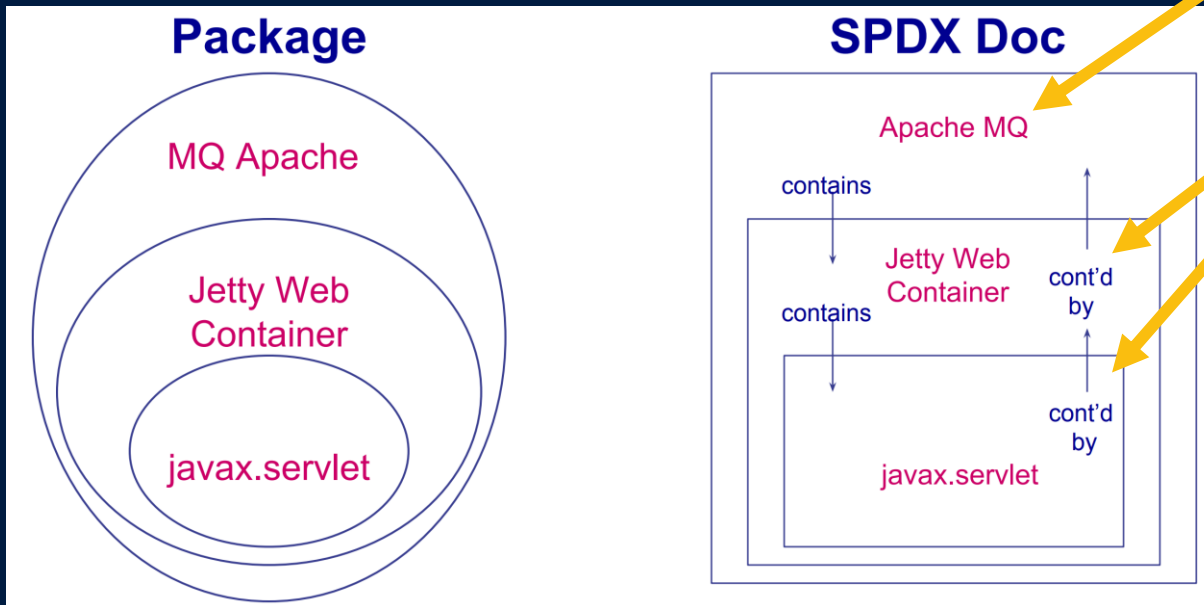 Package
MQ Apache
Jetty Web
Container
javax.servlet
SPDX Doc
Apache MQ
contains
Jetty Web
Container
cont'd
by
contains
cont'd
by
javax.servlet